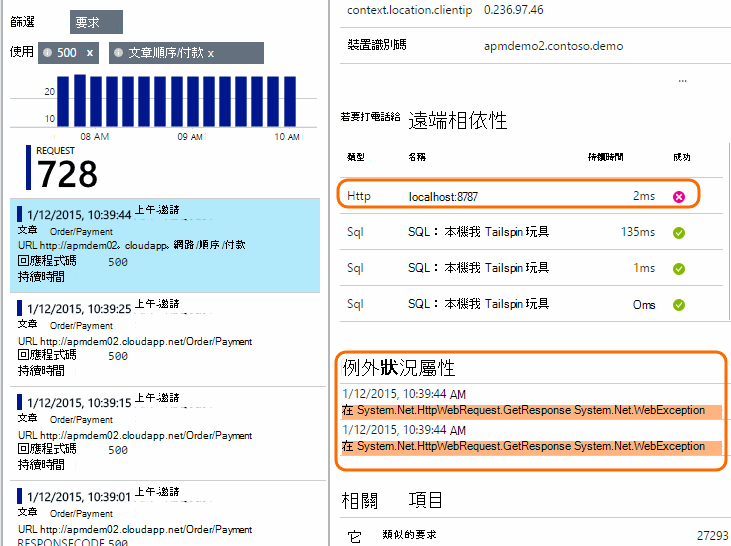 篩選 要求
使用 500 x 文章順序/付款 x
20
10
08 AM 09 AM 10 AM
REQUEST
728
1/12/2015, 10:39:44 上午-邀請
文章 Order/Payment
URL http://apmdem02。cloudapp。網路/順序/付款
回應程式碼 500
持續時間
1/12/2015, 10:39:25 上午-邀請
文章 Order/Payment
URL http://apmdem02.cloudapp.net/Order/Payment
回應程式碼 500
持續時間
1/12/2015, 10:39:15 上午-邀請
文章 Order/Payment
URL http://apmdem02.cloudapp.net/Order/Payment
回應程式碼 500
持續時間
1/12/2015, 10:39:01 上午-邀請
文章 Order/Payment
URL http://apmdem02.cloudapp.net/Order/Payment
RESPONSECODE 500
context.location.clientip 0.236.97.46
裝置識別碼 apmdemo2.contoso.demo
...
若要打電話給 遠端相依性
類型 名稱 持續時間 成功
Http localhost:8787 2ms
Sql SQL： 本機我 Tailspin 玩具 135ms
Sql SQL： 本機我 Tailspin 玩具 1ms
Sql SQL： 本機我 Tailspin 玩具 0ms
例外狀況屬性
1/12/2015, 10:39:44 AM
在 System.Net.HttpWebRequest.GetResponse System.Net.WebException
1/12/2015, 10:39:44 AM
在 System.Net.HttpWebRequest.GetResponse System.Net.WebException
相關 項目
它 類似的要求 27293